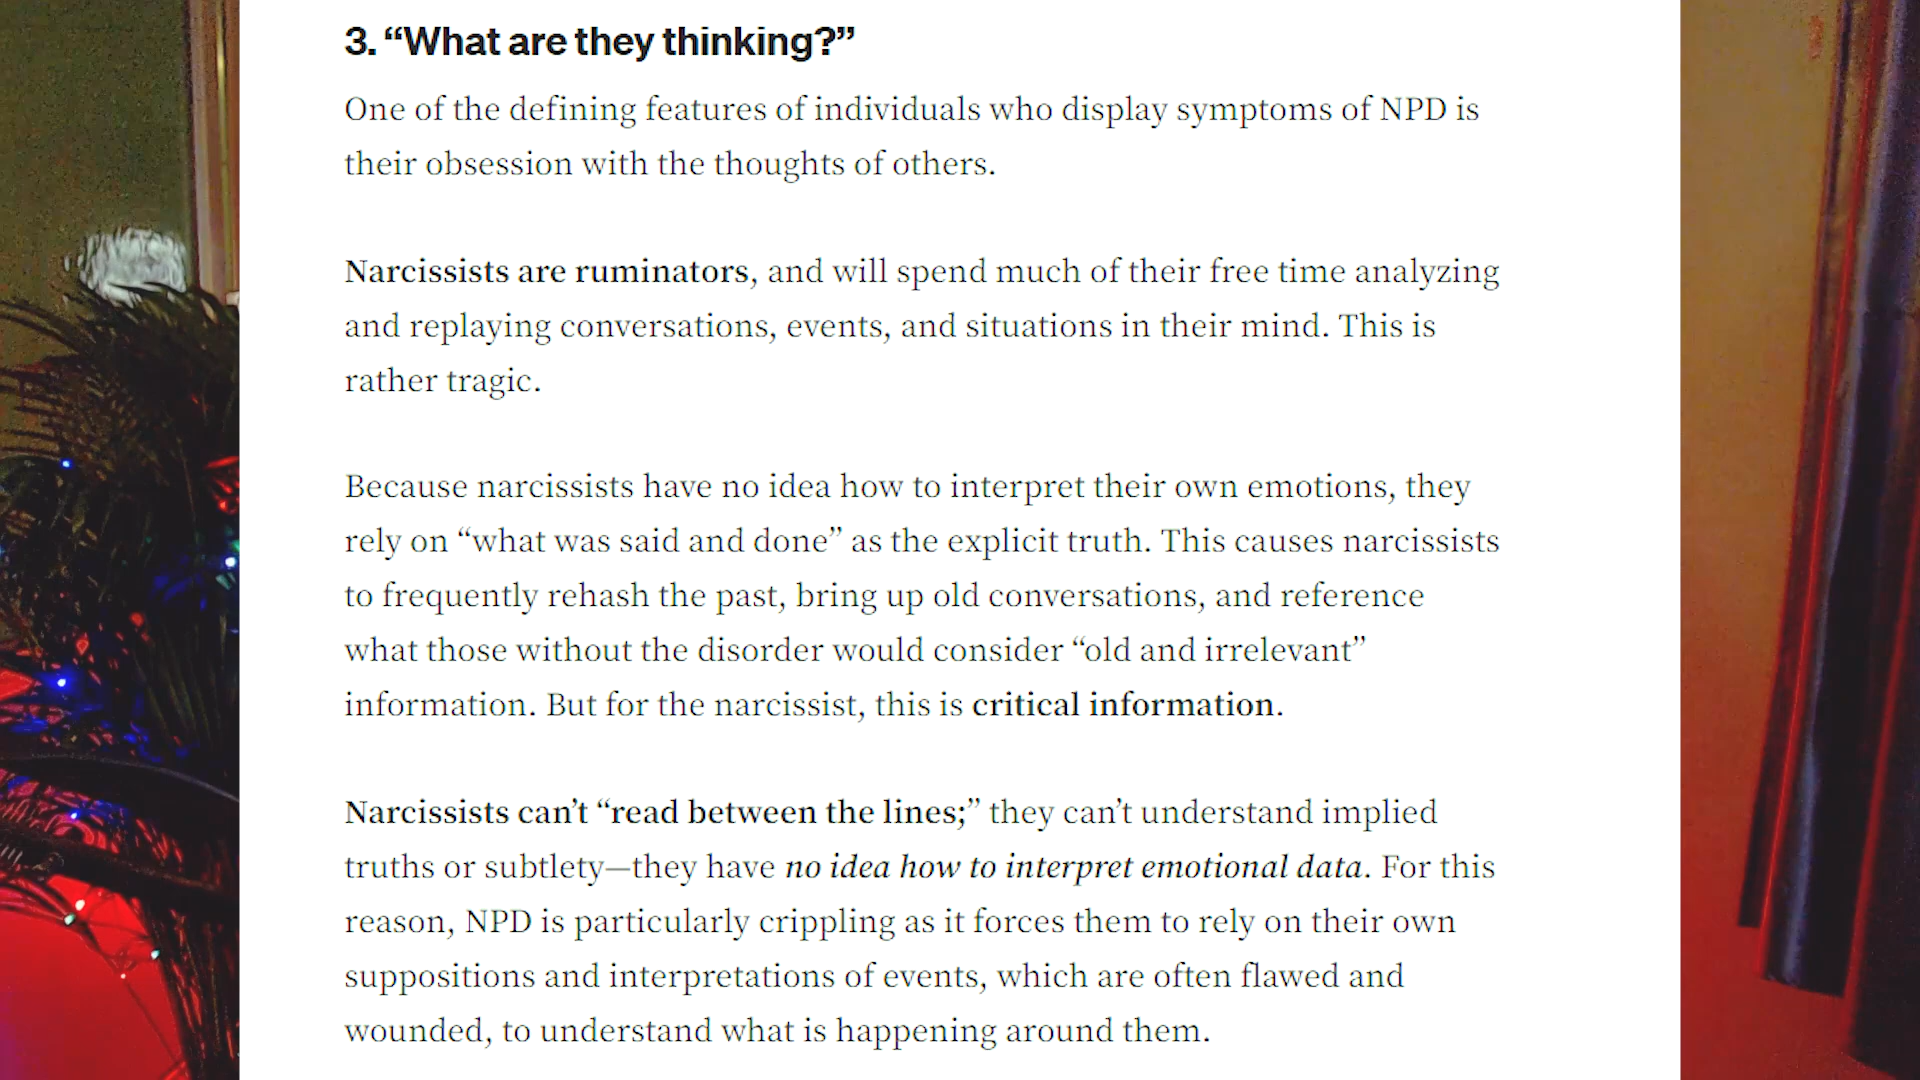 3. “What are they thinking?”
One of the defining features of individuals who display symptoms of NPD is
their obsession with the thoughts of others.
Narcissists are ruminators, and will spend much of their free time analyzing
and replaying conversations, events, and situations in their mind. This is
rather tragic.
Because narcissists have no idea how to interpret their own emotions, they
rely on “what was said and done” as the explicit truth. This causes narcissists
to frequently rehash the past, bring up old conversations, and reference
what those without the disorder would consider “old and irrelevant”
information. But for the narcissist, this is critical information.
Narcissists can’t “read between the lines;” they can’t understand implied
truths or subtlety—they have no idea how to interpret emotional data. For this
reason, NPD is particularly crippling as it forces them to rely on their own
suppositions and interpretations of events, which are often flawed and
wounded, to understand what is happening around them.